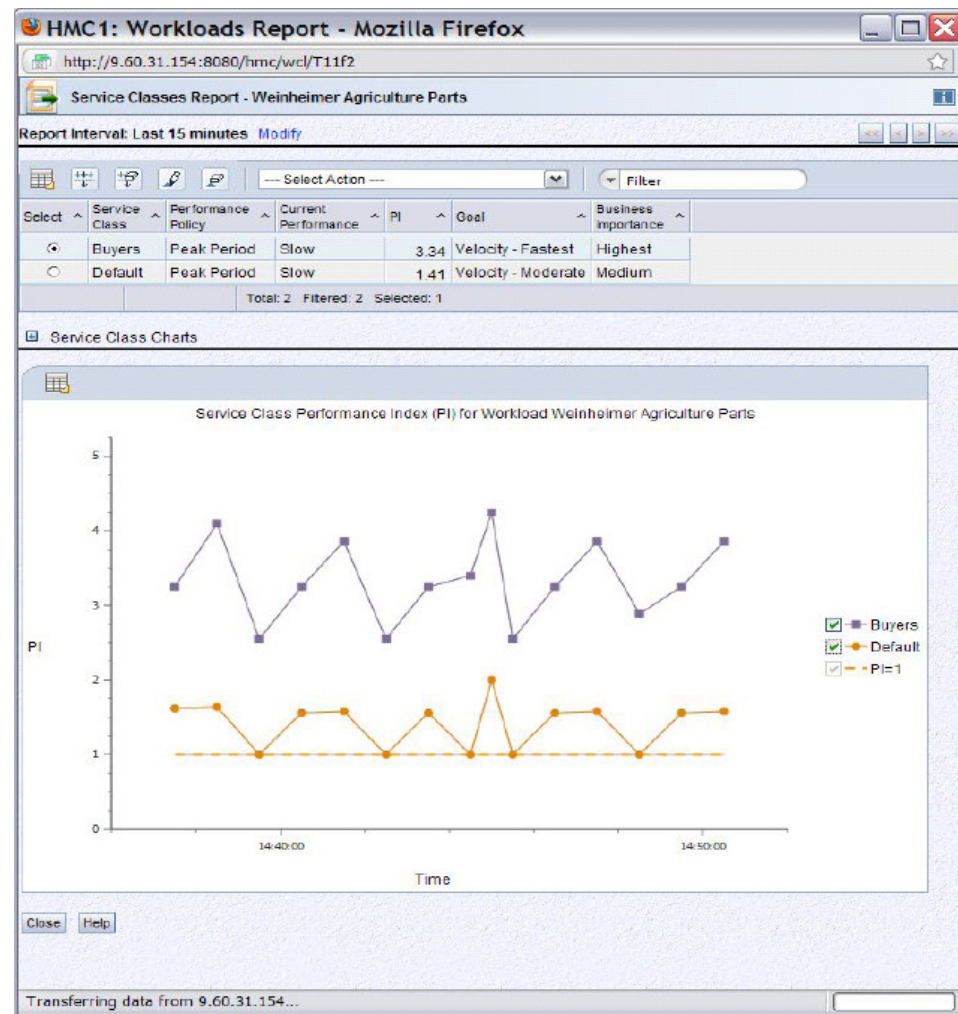 HMC1: Workloads Report - Mozilla Firefox
http://9.60.31.154:8080/hmc/wcl/T11f2
Service Classes Report - Weinheimer Agriculture Parts
i
Report Interval: Last 15 minutes Modify
<< < > >>
--- Select Action --- Filter
Select Service Class Performance Policy Current Performance PI Goal Business Importance
Buyers Peak Period Slow 3.34 Velocity - Fastest Highest
Default Peak Period Slow 1.41 Velocity - Moderate Medium
Total: 2 Filtered: 2 Selected: 1
Service Class Charts
Service Class Performance Index (PI) for Workload Weinheimer Agriculture Parts
5
4
3
2
1
0
PI
14:40:00 14:50:00
Time
Buyers
Default
PI=1
Close Help
Transferring data from 9.60.31.154...